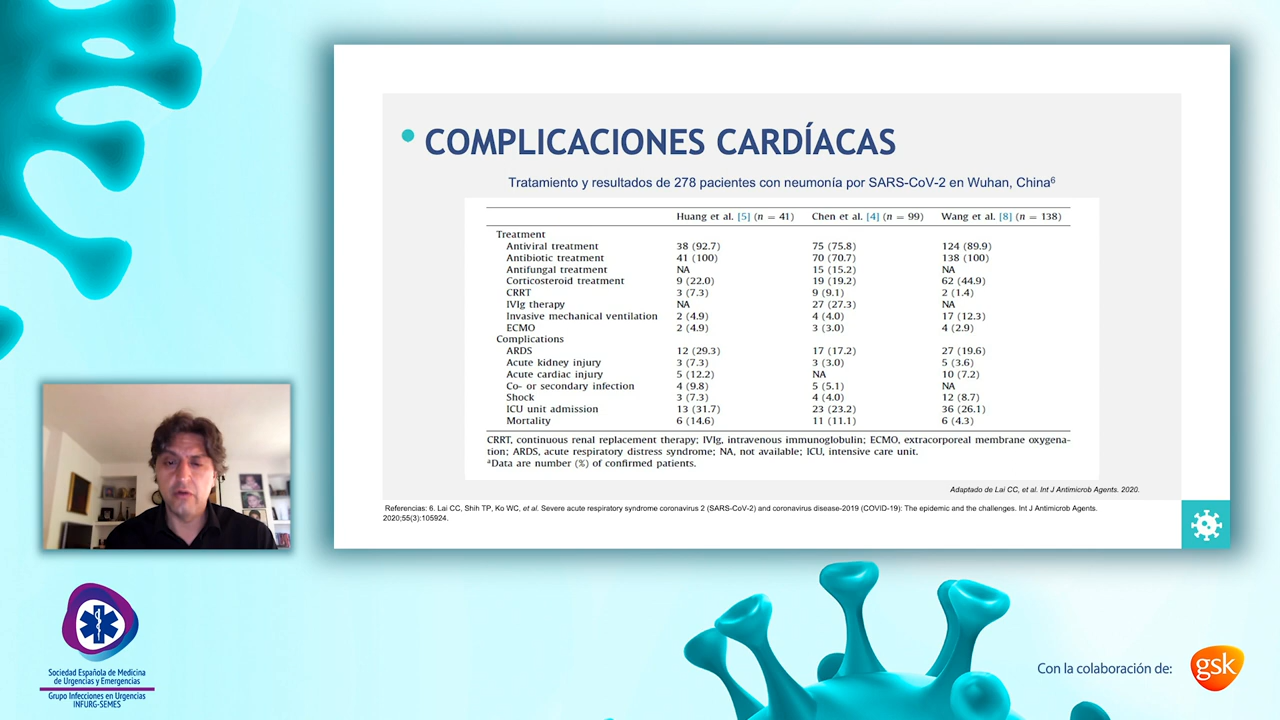 • COMPLICACIONES CARDÍACAS
Tratamiento y resultados de 278 pacientes con neumonía por SARS-CoV-2 en Wuhan, China⁶
Huang et al. [5] (n = 41) Chen et al. [4] (n = 99) Wang et al. [8] (n = 138)
Treatment
Antiviral treatment 38 (92.7) 75 (75.8) 124 (89.9)
Antibiotic treatment 41 (100) 70 (70.7) 138 (100)
Antifungal treatment NA 15 (15.2) NA
Corticosteroid treatment 9 (22.0) 19 (19.2) 62 (44.9)
CRRT 3 (7.3) 9 (9.1) 2 (1.4)
IVIg therapy NA 27 (27.3) NA
Invasive mechanical ventilation 2 (4.9) 4 (4.0) 17 (12.3)
ECMO 2 (4.9) 3 (3.0) 4 (2.9)
Complications
ARDS 12 (29.3) 17 (17.2) 27 (19.6)
Acute kidney injury 3 (7.3) 3 (3.0) 5 (3.6)
Acute cardiac injury 5 (12.2) NA 10 (7.2)
Co- or secondary infection 4 (9.8) 5 (5.1) NA
Shock 3 (7.3) 4 (4.0) 12 (8.7)
ICU unit admission 13 (31.7) 23 (23.2) 36 (26.1)
Mortality 6 (14.6) 11 (11.1) 6 (4.3)
CRRT, continuous renal replacement therapy; IVIg, intravenous immunoglobulin; ECMO, extracorporeal membrane oxygena-
tion; ARDS, acute respiratory distress syndrome; NA, not available; ICU, intensive care unit.
ᵃData are number (%) of confirmed patients.
Adaptado de Lai CC, et al. Int J Antimicrob Agents. 2020.
Referencias: 6. Lai CC, Shih TP, Ko WC, et al. Severe acute respiratory syndrome coronavirus 2 (SARS-CoV-2) and coronavirus disease-2019 (COVID-19): The epidemic and the challenges. Int J Antimicrob Agents.
2020;55(3):105924.
Sociedad Española de Medicina
de Urgencias y Emergencias
Grupo Infecciones en Urgencias
INFURG-SEMES
Con la colaboración de:
gsk